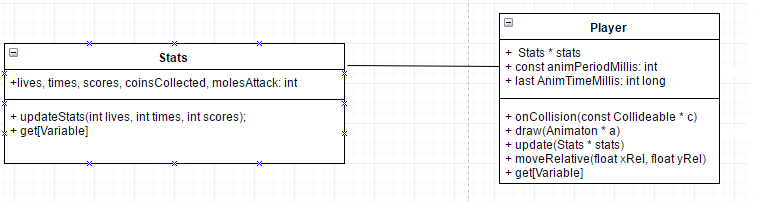 Stats
+lives, times, scores, coinsCollected, molesAttack: int
+ updateStats(int lives, int times, int scores);
+ get[Variable]
Player
+ Stats * stats
+ const animPeriodMillis: int
+ last AnimTimeMillis: int long
+ onCollision(const Collideable * c)
+ draw(Animaton * a)
+ update(Stats * stats)
+ moveRelative(float xRel, float yRel)
+ get[Variable]